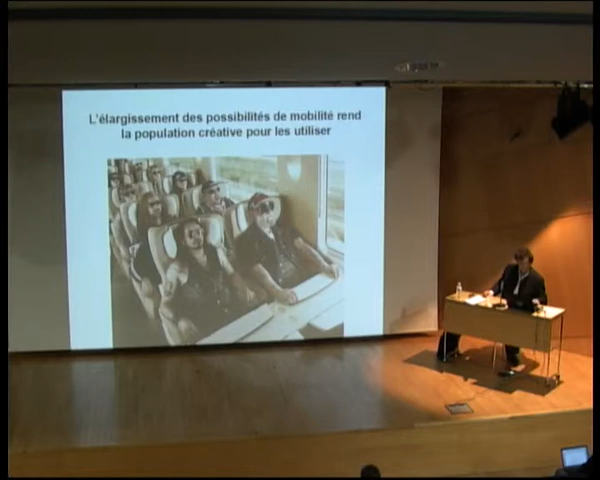 L'élargissement des possibilités de mobilité rend
la population créative pour les utiliser